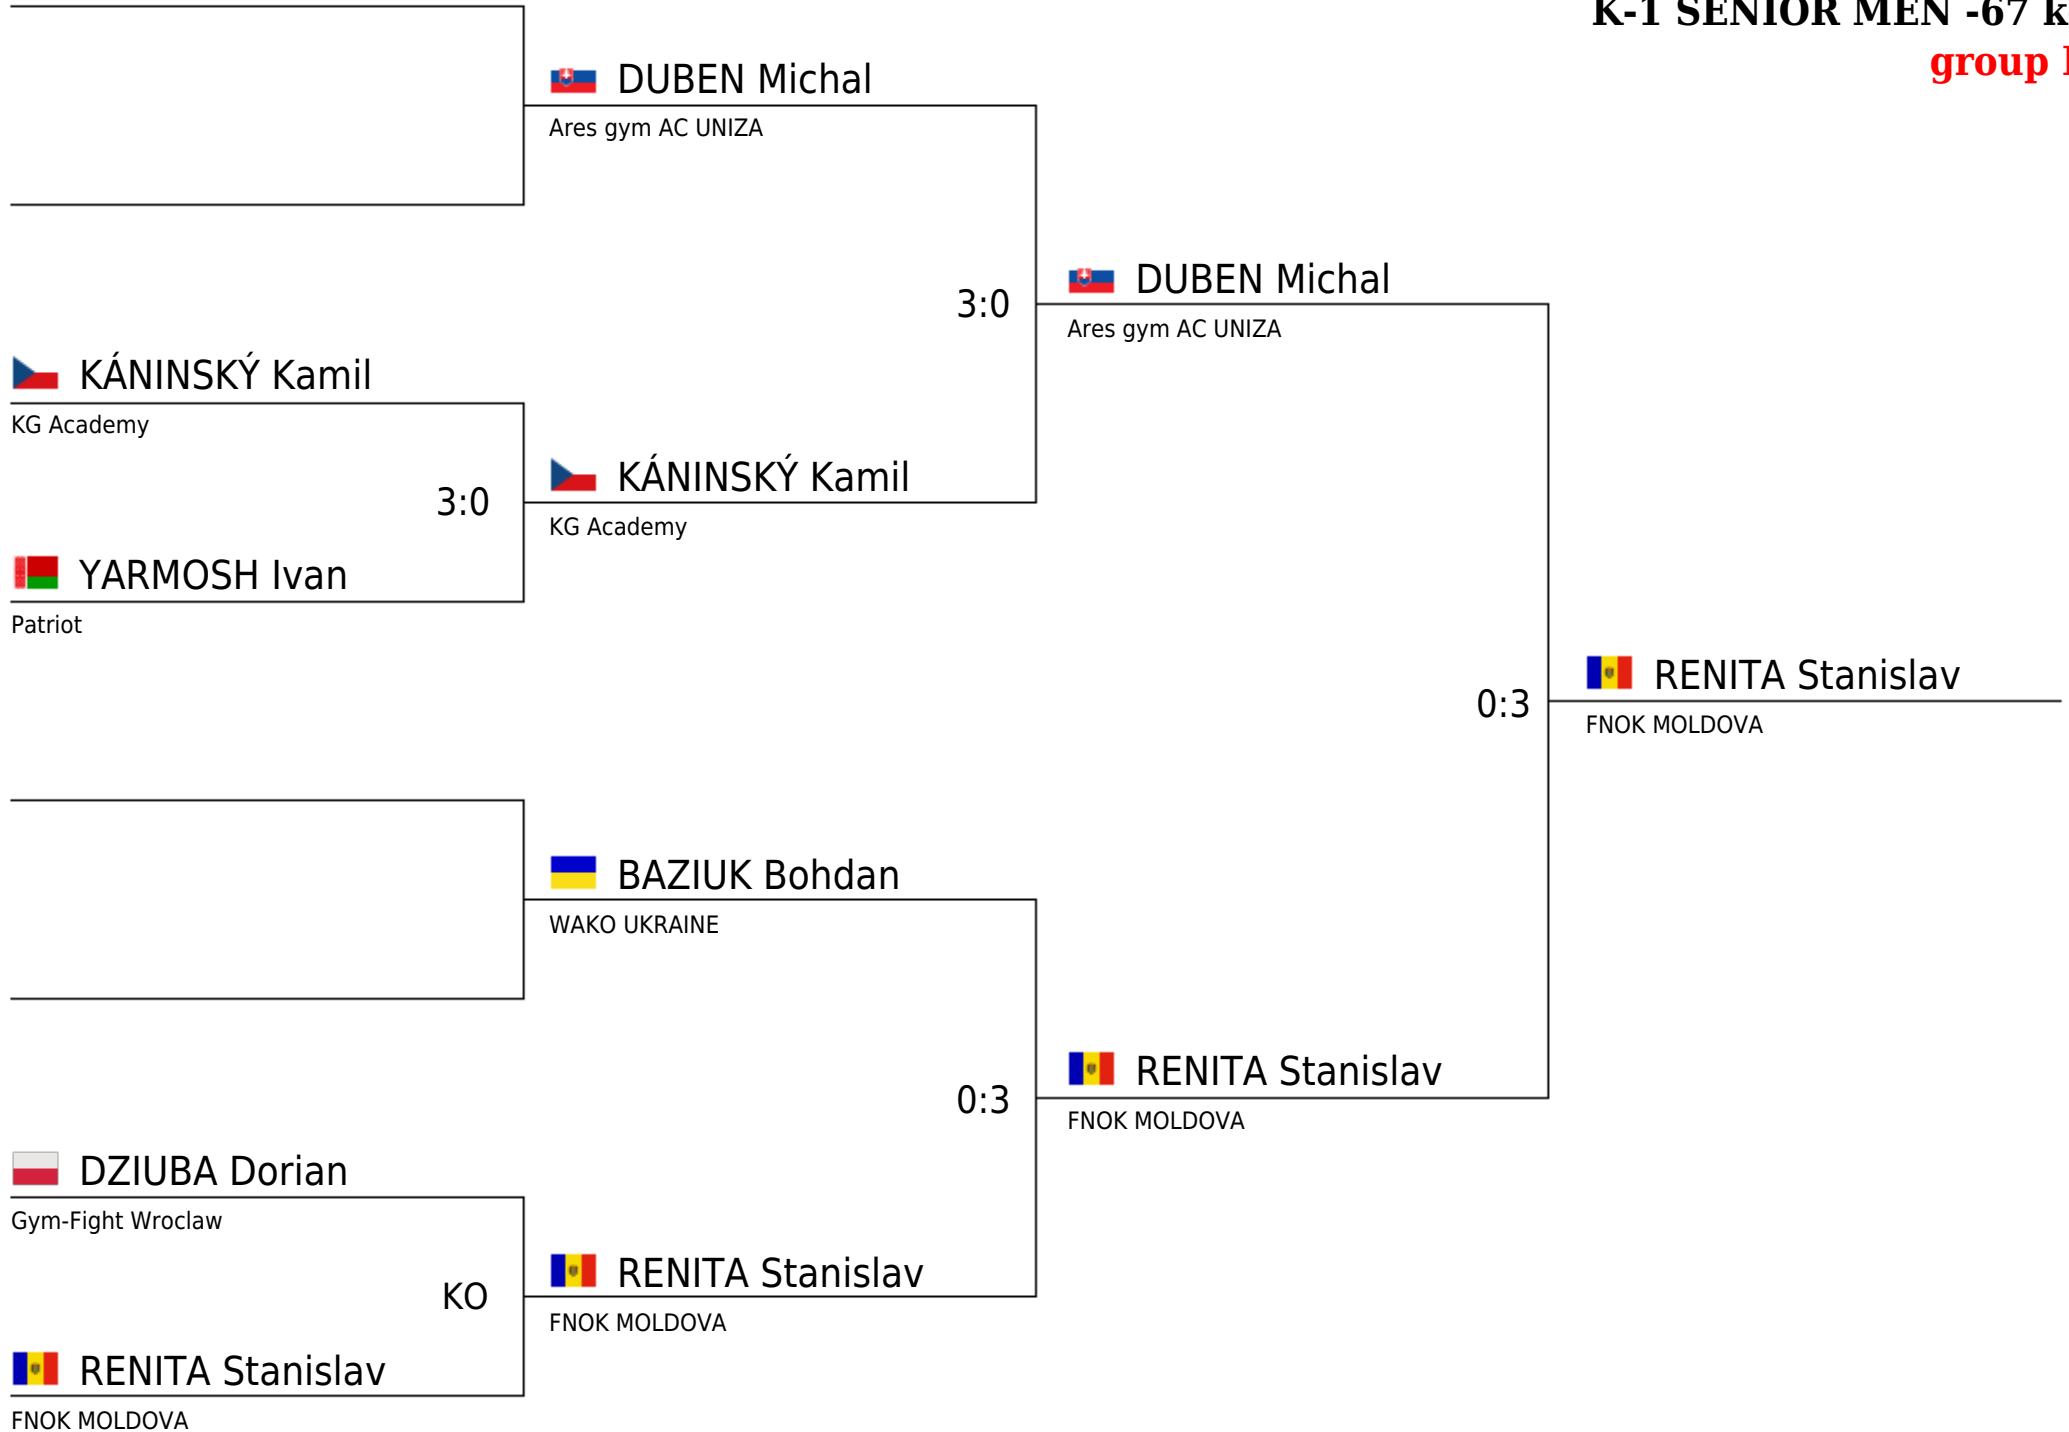 K-1 SENIOR MEN -67
group
DUBEN Michal
Ares gym AC UNIZA
3:0
DUBEN Michal
Ares gym AC UNIZA
KÁNINSKÝ Kamil
KG Academy
3:0
KÁNINSKÝ Kamil
KG Academy
YARMOSH Ivan
Patriot
0:3
RENITA Stanislav
FNOK MOLDOVA
BAZIUK Bohdan
WAKO UKRAINE
0:3
RENITA Stanislav
FNOK MOLDOVA
DZIUBA Dorian
Gym-Fight Wroclaw
KO
RENITA Stanislav
FNOK MOLDOVA
RENITA Stanislav
FNOK MOLDOVA